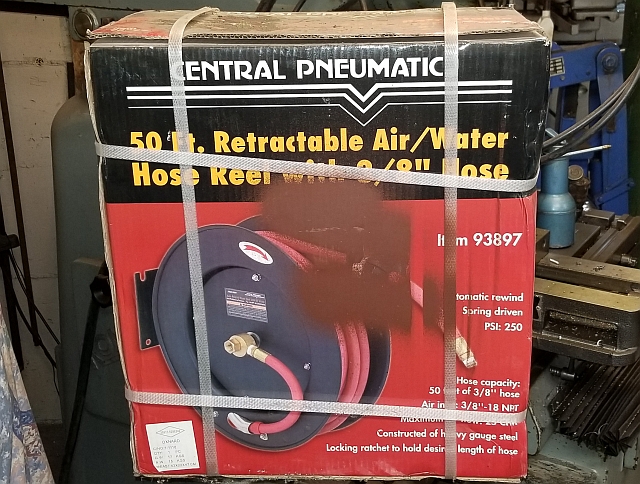 CENTRAL PNEUMATIC
50 Ft. Retractable Air/Water
Hose Reel with 3/8" Hose
Item 93897
Automatic rewind
Spring driven
PSI: 250
Hose capacity:
50 feet of 3/8" hose
Air inlet: 3/8"-18 NPT
Maximum
Constructed of heavy gauge steel
Locking ratchet to hold desired length of hose